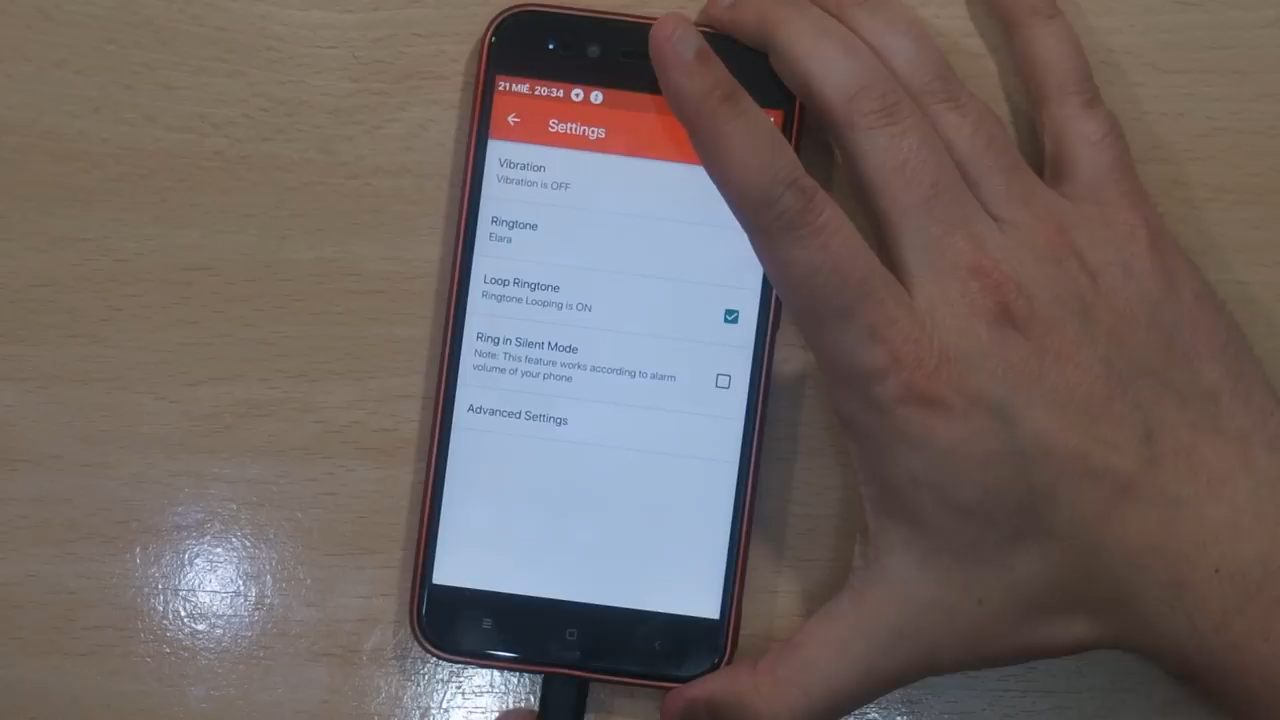 21 MIÉ. 20:34
Settings
Vibration
Vibration is OFF
Ringtone
Elara
Loop Ringtone
Ringtone Looping is ON
Ring in Silent Mode
Note: This feature works according to alarm
volume of your phone
Advanced Settings